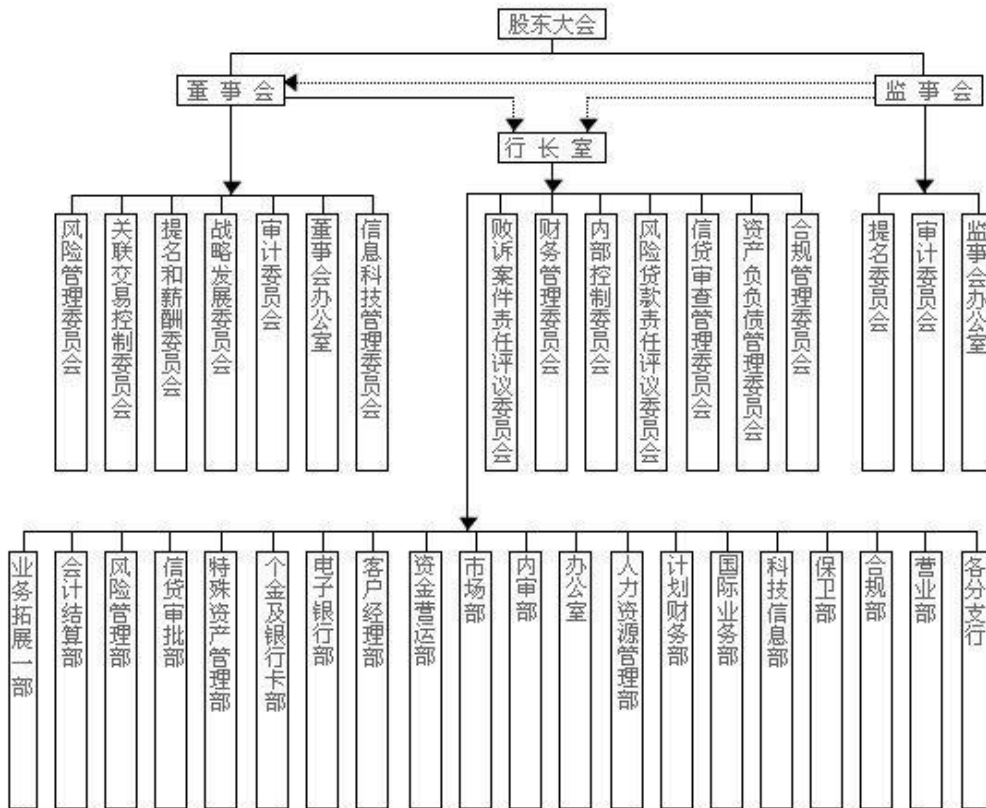 股东大会
董事会
监事会
行长室
风险管理委员会
关联交易控制委员会
提名和薪酬委员会
战略发展委员会
审计委员会
董事会办公室
信息科技管理委员会
败诉案件责任评议委员会
财务管理委员会
内部控制委员会
风险贷款责任评议委员会
信贷审查管理委员会
资产负负债管理委员会
合规管理委员会
提名委员会
审计委员会
监事会办公室
业务拓展一部
会计结算部
风险管理部
信贷审批部
特殊资产管理部
个金及银行卡部
电子银行部
客户经理部
资金营运部
市场部
内审部
办公室
人力资源管理部
计划财务部
国际业务部
科技信息部
保卫部
合规部
营业部
各分支行